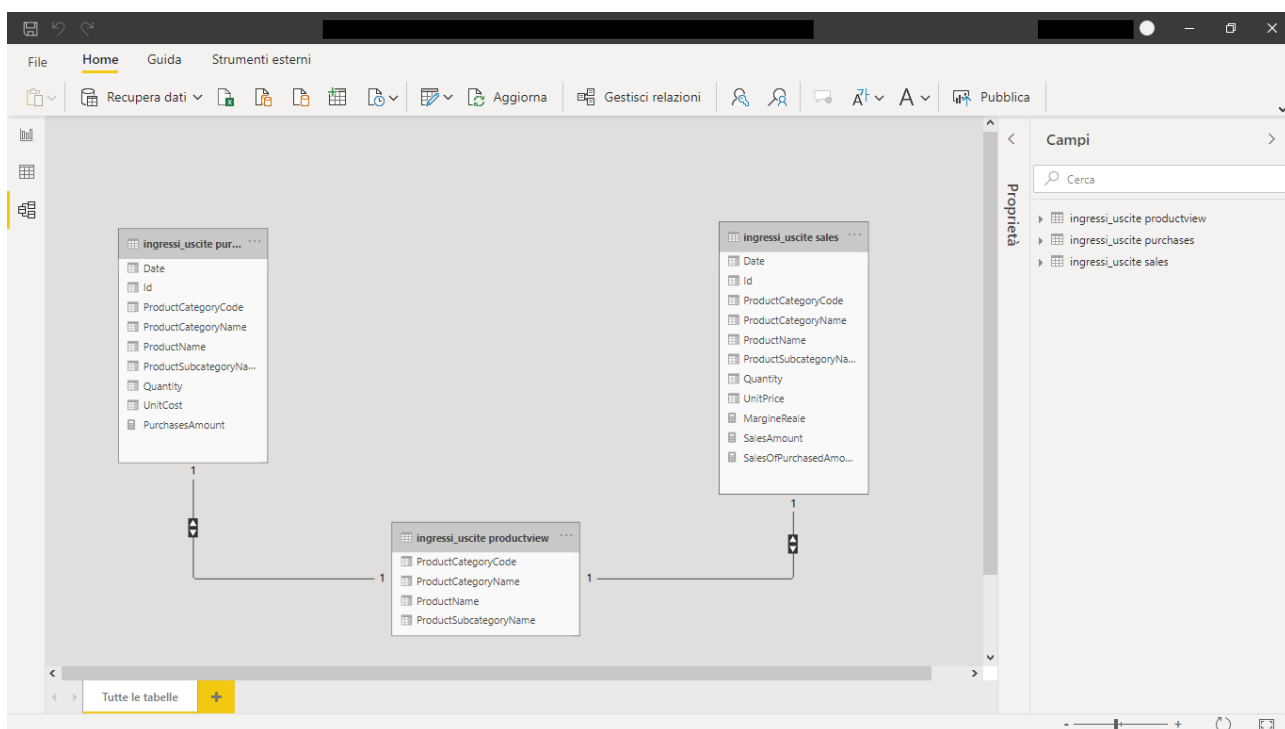 File Home Guida Strumenti esterni
Recupera dati Aggiorna Gestisci relazioni A Pubblica
Campi
Cerca
Proprietà
ingressi_uscite productview
ingressi_uscite purchases
ingressi_uscite sales
ingressi_uscite pur... ...
Date
Id
ProductCategoryCode
ProductCategoryName
ProductName
ProductSubcategoryNa...
Quantity
UnitCost
PurchasesAmount
1
ingressi_uscite sales ...
Date
Id
ProductCategoryCode
ProductCategoryName
ProductName
ProductSubcategoryNa...
Quantity
UnitPrice
MargineReale
SalesAmount
SalesOfPurchasedAmo...
1
1
ingressi_uscite productview ...
ProductCategoryCode
ProductCategoryName
ProductName
ProductSubcategoryName
1
Tutte le tabelle